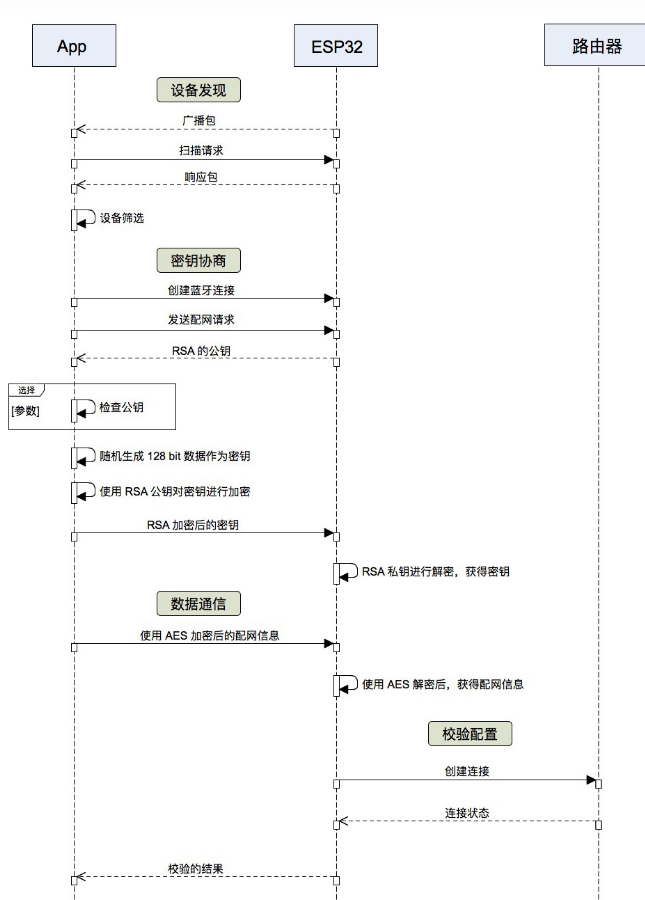 App
ESP32
路由器
设备发现
广播包
扫描请求
响应包
设备筛选
密钥协商
创建蓝牙连接
发送配网请求
RSA 的公钥
选择
[参数]
检查公钥
随机生成 128 bit 数据作为密钥
使用 RSA 公钥对密钥进行加密
RSA 加密后的密钥
RSA 私钥进行解密，获得密钥
数据通信
使用 AES 加密后的配网信息
使用 AES 解密后，获得配网信息
校验配置
创建连接
连接状态
校验的结果